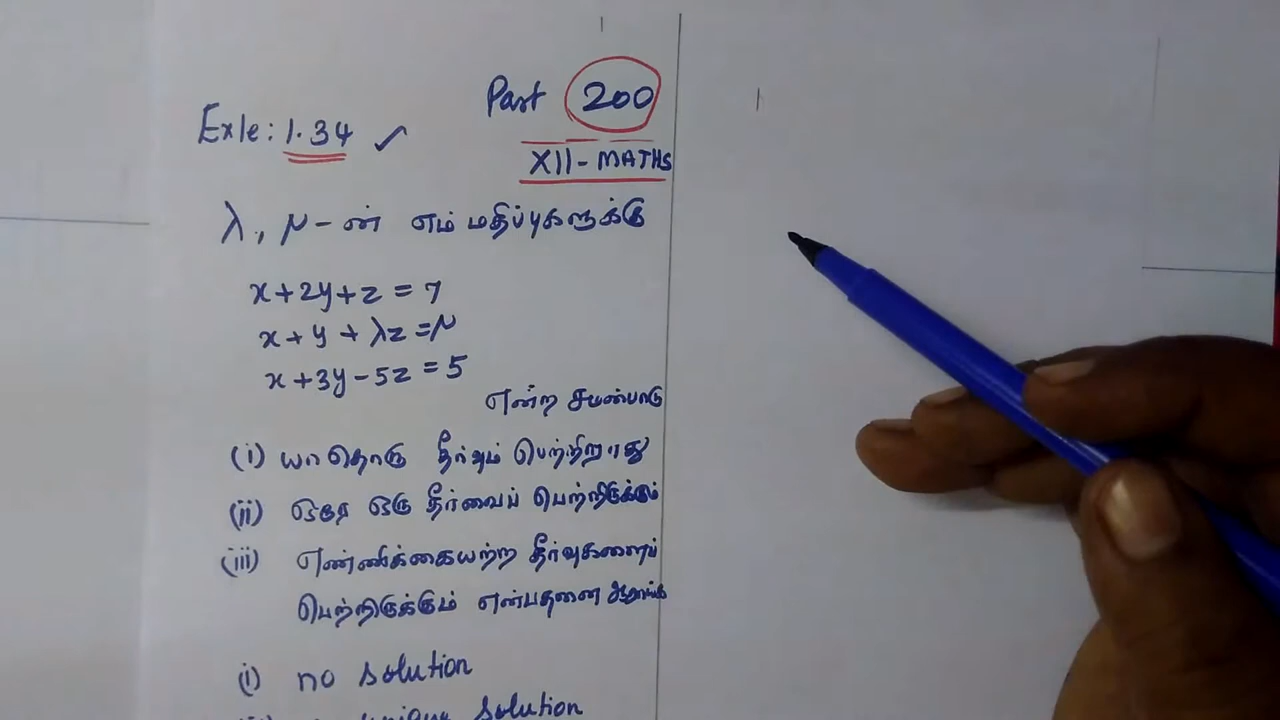 Part 200
Exle: 1.34 ✓
XII - MATHS
λ, μ - ன் எம் மதிப்புகளுக்கு
x + 2y + z = 7
x + y + λz = μ
x + 3y - 5z = 5
என்ற சமன்பாடு
(i) யாதொரு தீர்வும் பெற்றிராது
(ii) ஒரே ஒரு தீர்வைப் பெற்றிருக்கும்
(iii) எண்ணிக்கையற்ற தீர்வுகளைப்
பெற்றிருக்கும் என்பதனை ஆராய்க
(i) no solution
solution